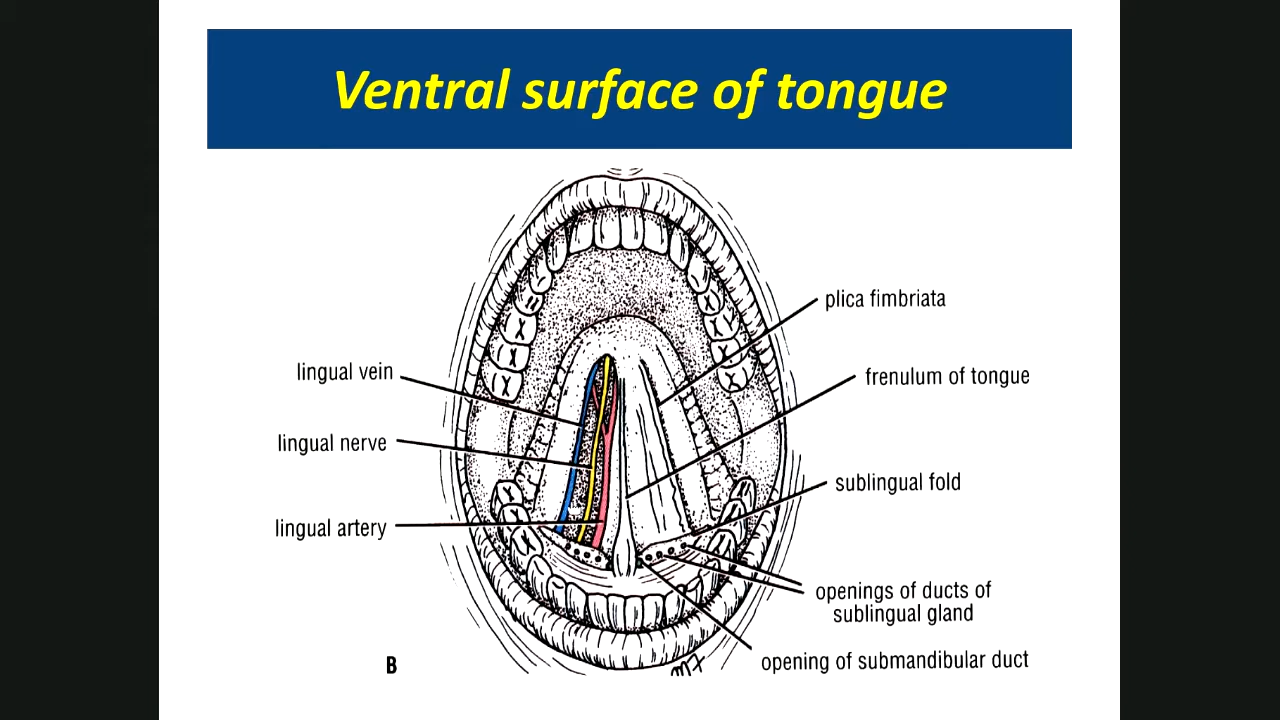 Ventral surface of tongue
plica fimbriata
lingual vein
frenulum of tongue
lingual nerve
sublingual fold
lingual artery
openings of ducts of
sublingual gland
opening of submandibular duct
B